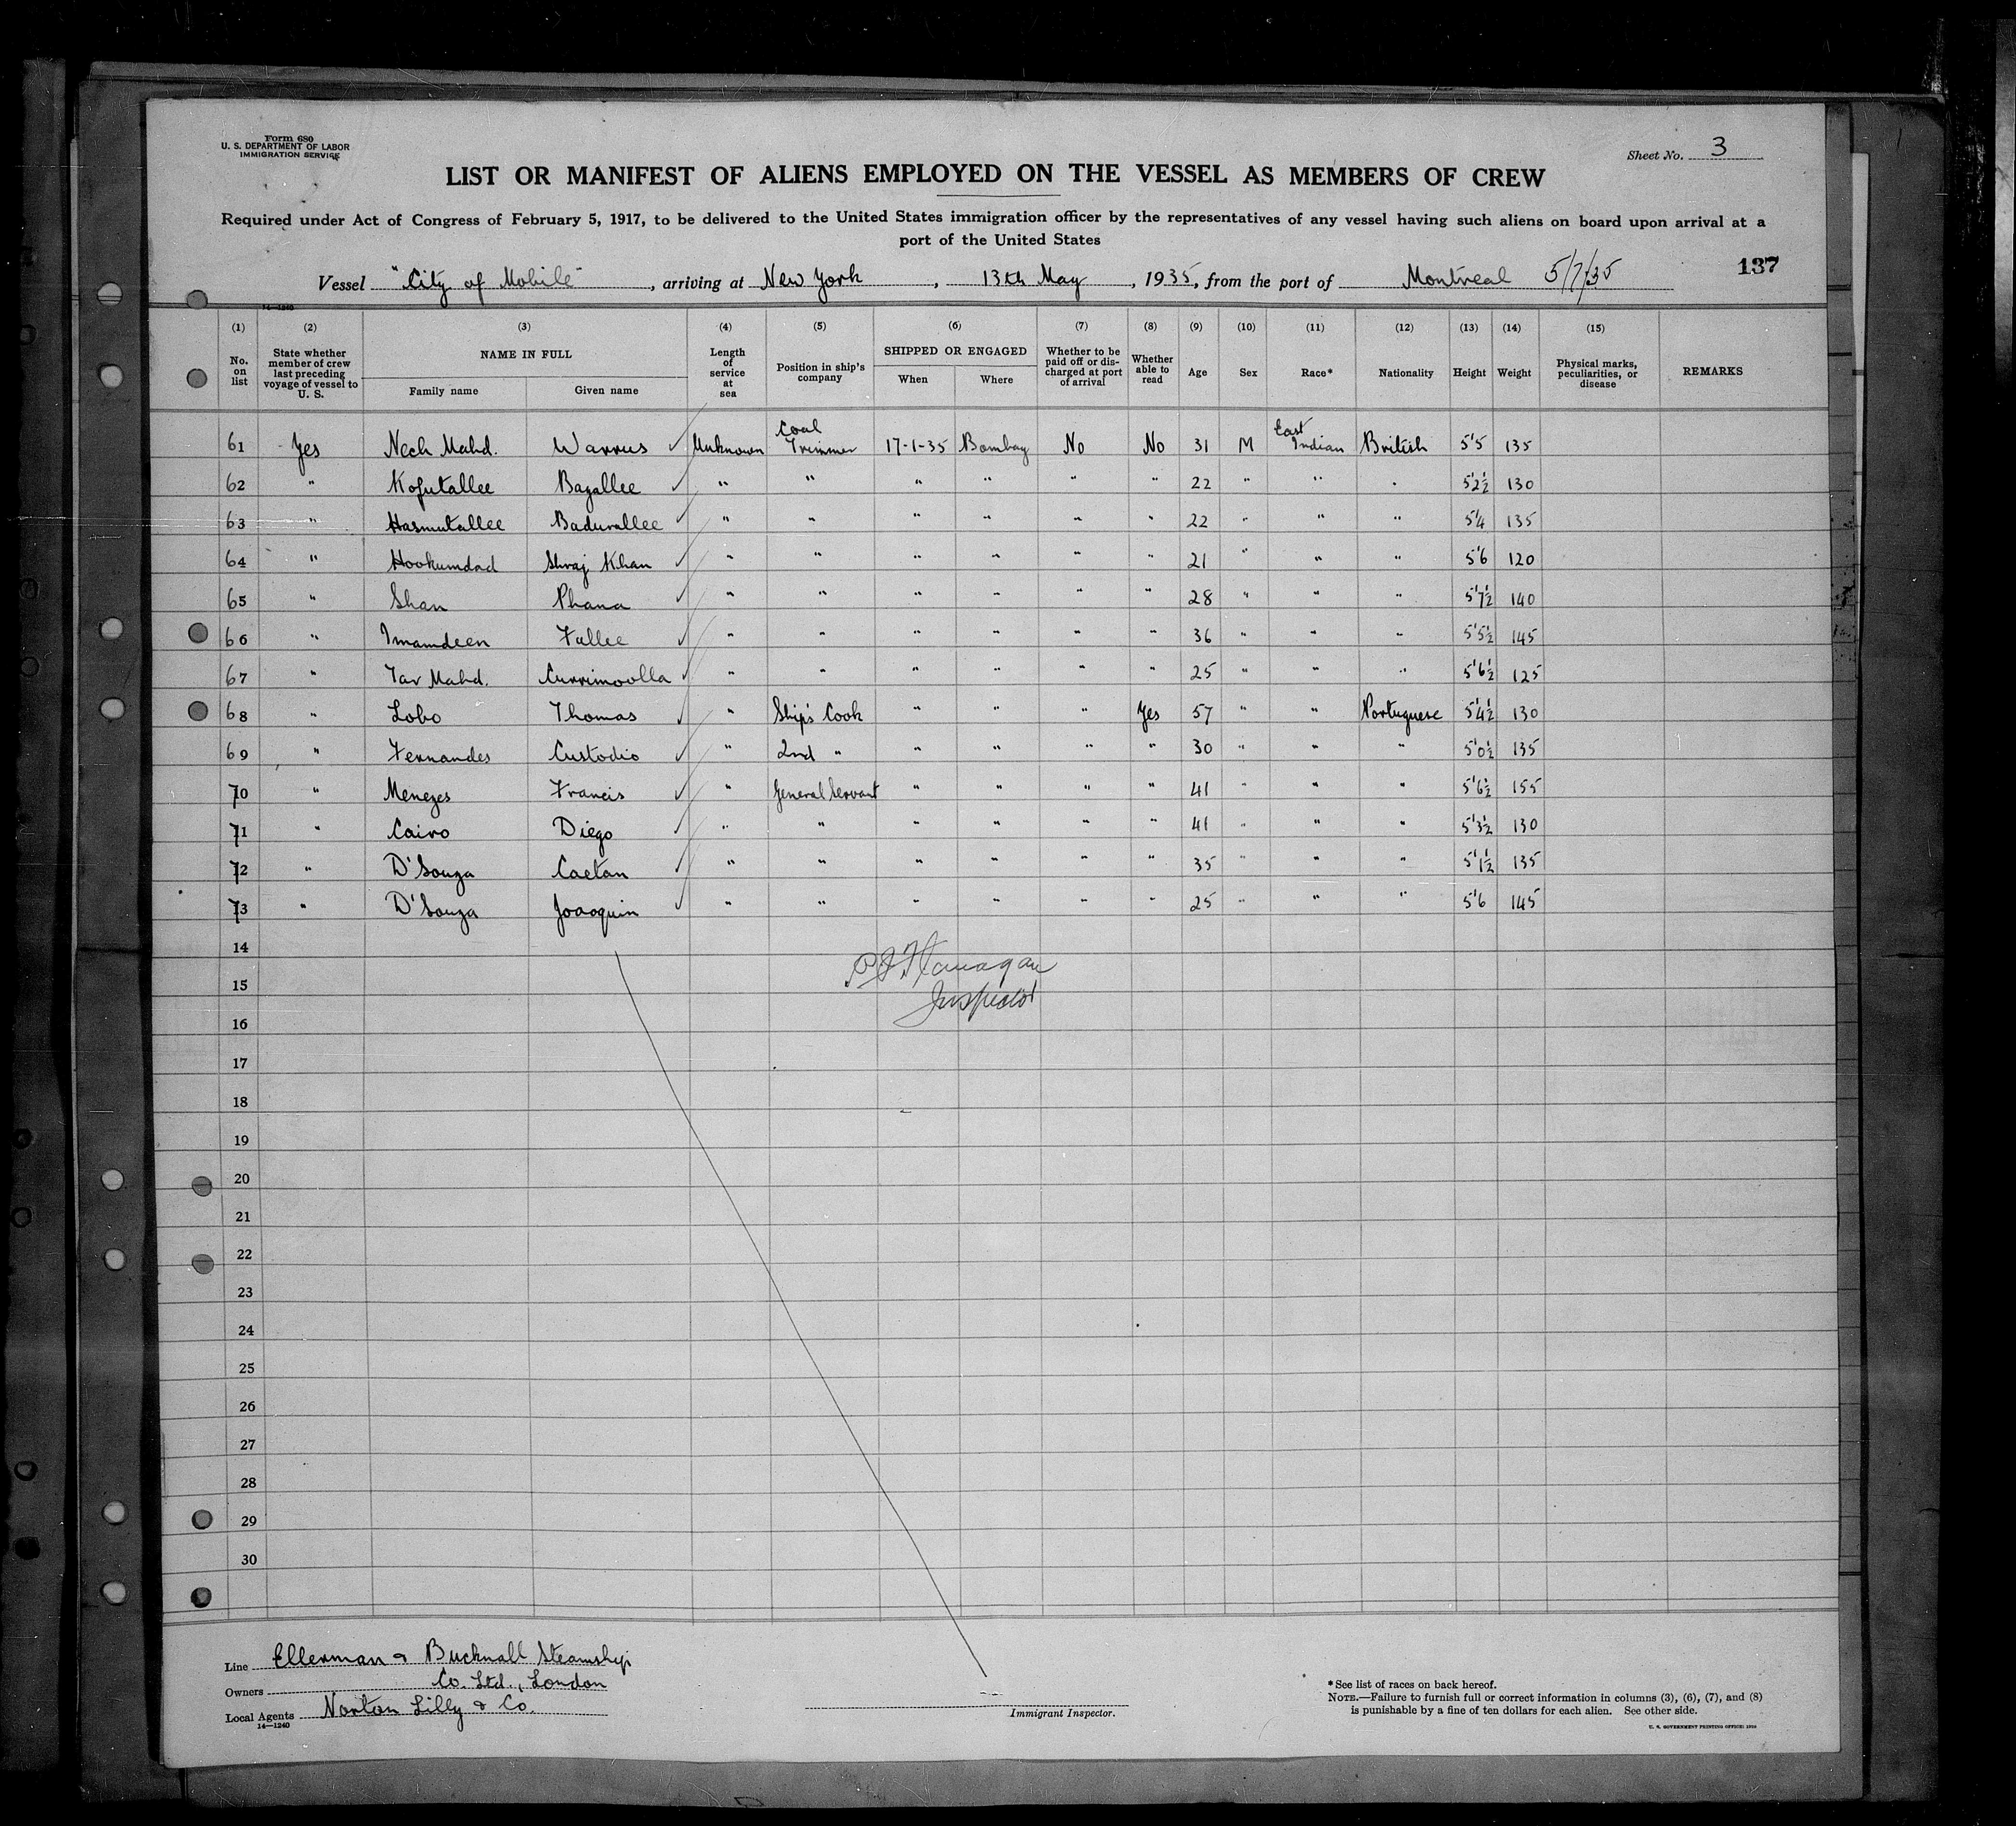 Form 680
U. S. DEPARTMENT OF LABOR
IMMIGRATION SERVICE
Sheet No. 3
LIST OR MANIFEST OF ALIENS EMPLOYED ON THE VESSEL AS MEMBERS OF CREW
Required under Act of Congress of February 5, 1917, to be delivered to the United States immigration officer by the representatives of any vessel having such aliens on board upon arrival at a
port of the United States
Vessel "City of Mobile", arriving at New York, 13th May, 1935, from the port of Montreal 5/7/35
137
14—1240
(1) (2) (3) (4) (5) (6) (7) (8) (9) (10) (11) (12) (13) (14) (15)
No. on list State whether member of crew last preceding voyage of vessel to U. S. NAME IN FULL Family name Given name Length of service at sea Position in ship's company SHIPPED OR ENGAGED When Where Whether to be paid off or discharged at port of arrival Whether able to read Age Sex Race* Nationality Height Weight Physical marks, peculiarities, or disease REMARKS
61 Yes Nech Mahd. Warrus Unknown Coal Trimmer 17-1-35 Bombay No No 31 M East Indian British 5'5 135
62 " Kofutallee Bazallee " " " " " " 22 " " " 5'2½ 130
63 " Hasmutallee Badurallee " " " " " " 22 " " " 5'4 135
64 " Hookumdad Shraj Khan " " " " " " 21 " " " 5'6 120
65 " Shan Phana " " " " " " 28 " " " 5'7½ 140
66 " Imamdeen Fullee " " " " " " 36 " " " 5'5½ 145
67 " Far Mahd. Currimoolla " " " " " " 25 " " " 5'6½ 125
68 " Lobo Thomas " Ship's Cook " " " Yes 57 " " Portuguese 5'4½ 130
69 " Fernandes Custodio " 2nd " " " " " 30 " " " 5'0½ 135
70 " Menezes Francis " General Servant " " " " 41 " " " 5'6½ 155
71 " Cairo Diego " " " " " " 41 " " " 5'3½ 130
72 " D'Souza Caetan " " " " " " 35 " " " 5'1½ 135
73 " D'Souza Joaoquin " " " " " " 25 " " " 5'6 145
14
P J Flanagan
15
Inspector
16
17
18
19
20
21
22
23
24
25
26
27
28
29
30
Line Ellerman & Bucknall Steamship
Owners Co. Ltd., London
Local Agents Norton Lilly & Co.
14—1240
Immigrant Inspector.
*See list of races on back hereof.
NOTE.—Failure to furnish full or correct information in columns (3), (6), (7), and (8)
is punishable by a fine of ten dollars for each alien. See other side.